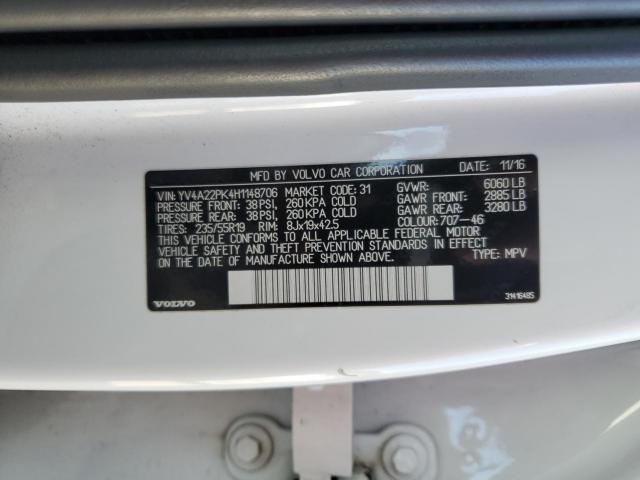 MFD BY VOLVO CAR CORPORATION DATE: 11/16
VIN: YV4A22PK4H1148706 MARKET CODE: 31 GVWR: 6060 LB
PRESSURE FRONT: 38 PSI, 260 KPA COLD GAWR FRONT: 2885 LB
PRESSURE REAR: 38 PSI, 260 KPA COLD GAWR REAR: 3280 LB
TIRES: 235/55R19 RIM: 8Jx19x42.5 COLOUR: 707-46
THIS VEHICLE CONFORMS TO ALL APPLICABLE FEDERAL MOTOR
VEHICLE SAFETY AND THEFT PREVENTION STANDARDS IN EFFECT
ON THE DATE OF MANUFACTURE SHOWN ABOVE. TYPE: MPV
VOLVO 31416485